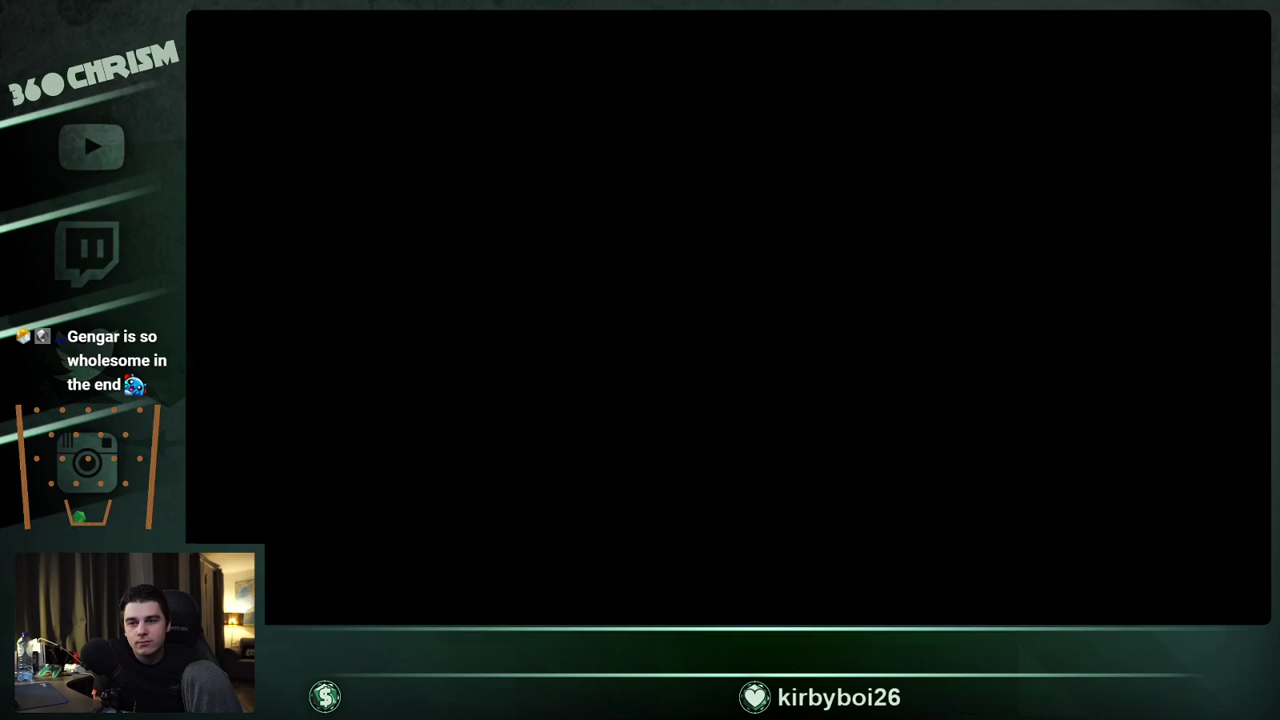 360 CHRISM
Gengar is so
wholesome in
the end
kirbyboi26